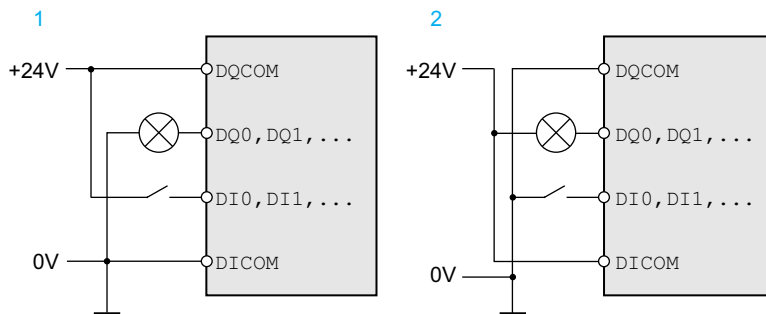 1
+24V
DQCOM
DQ0,DQ1,...
DI0,DI1,...
0V
DICOM
2
+24V
DQCOM
DQ0,DQ1,...
DI0,DI1,...
0V
DICOM